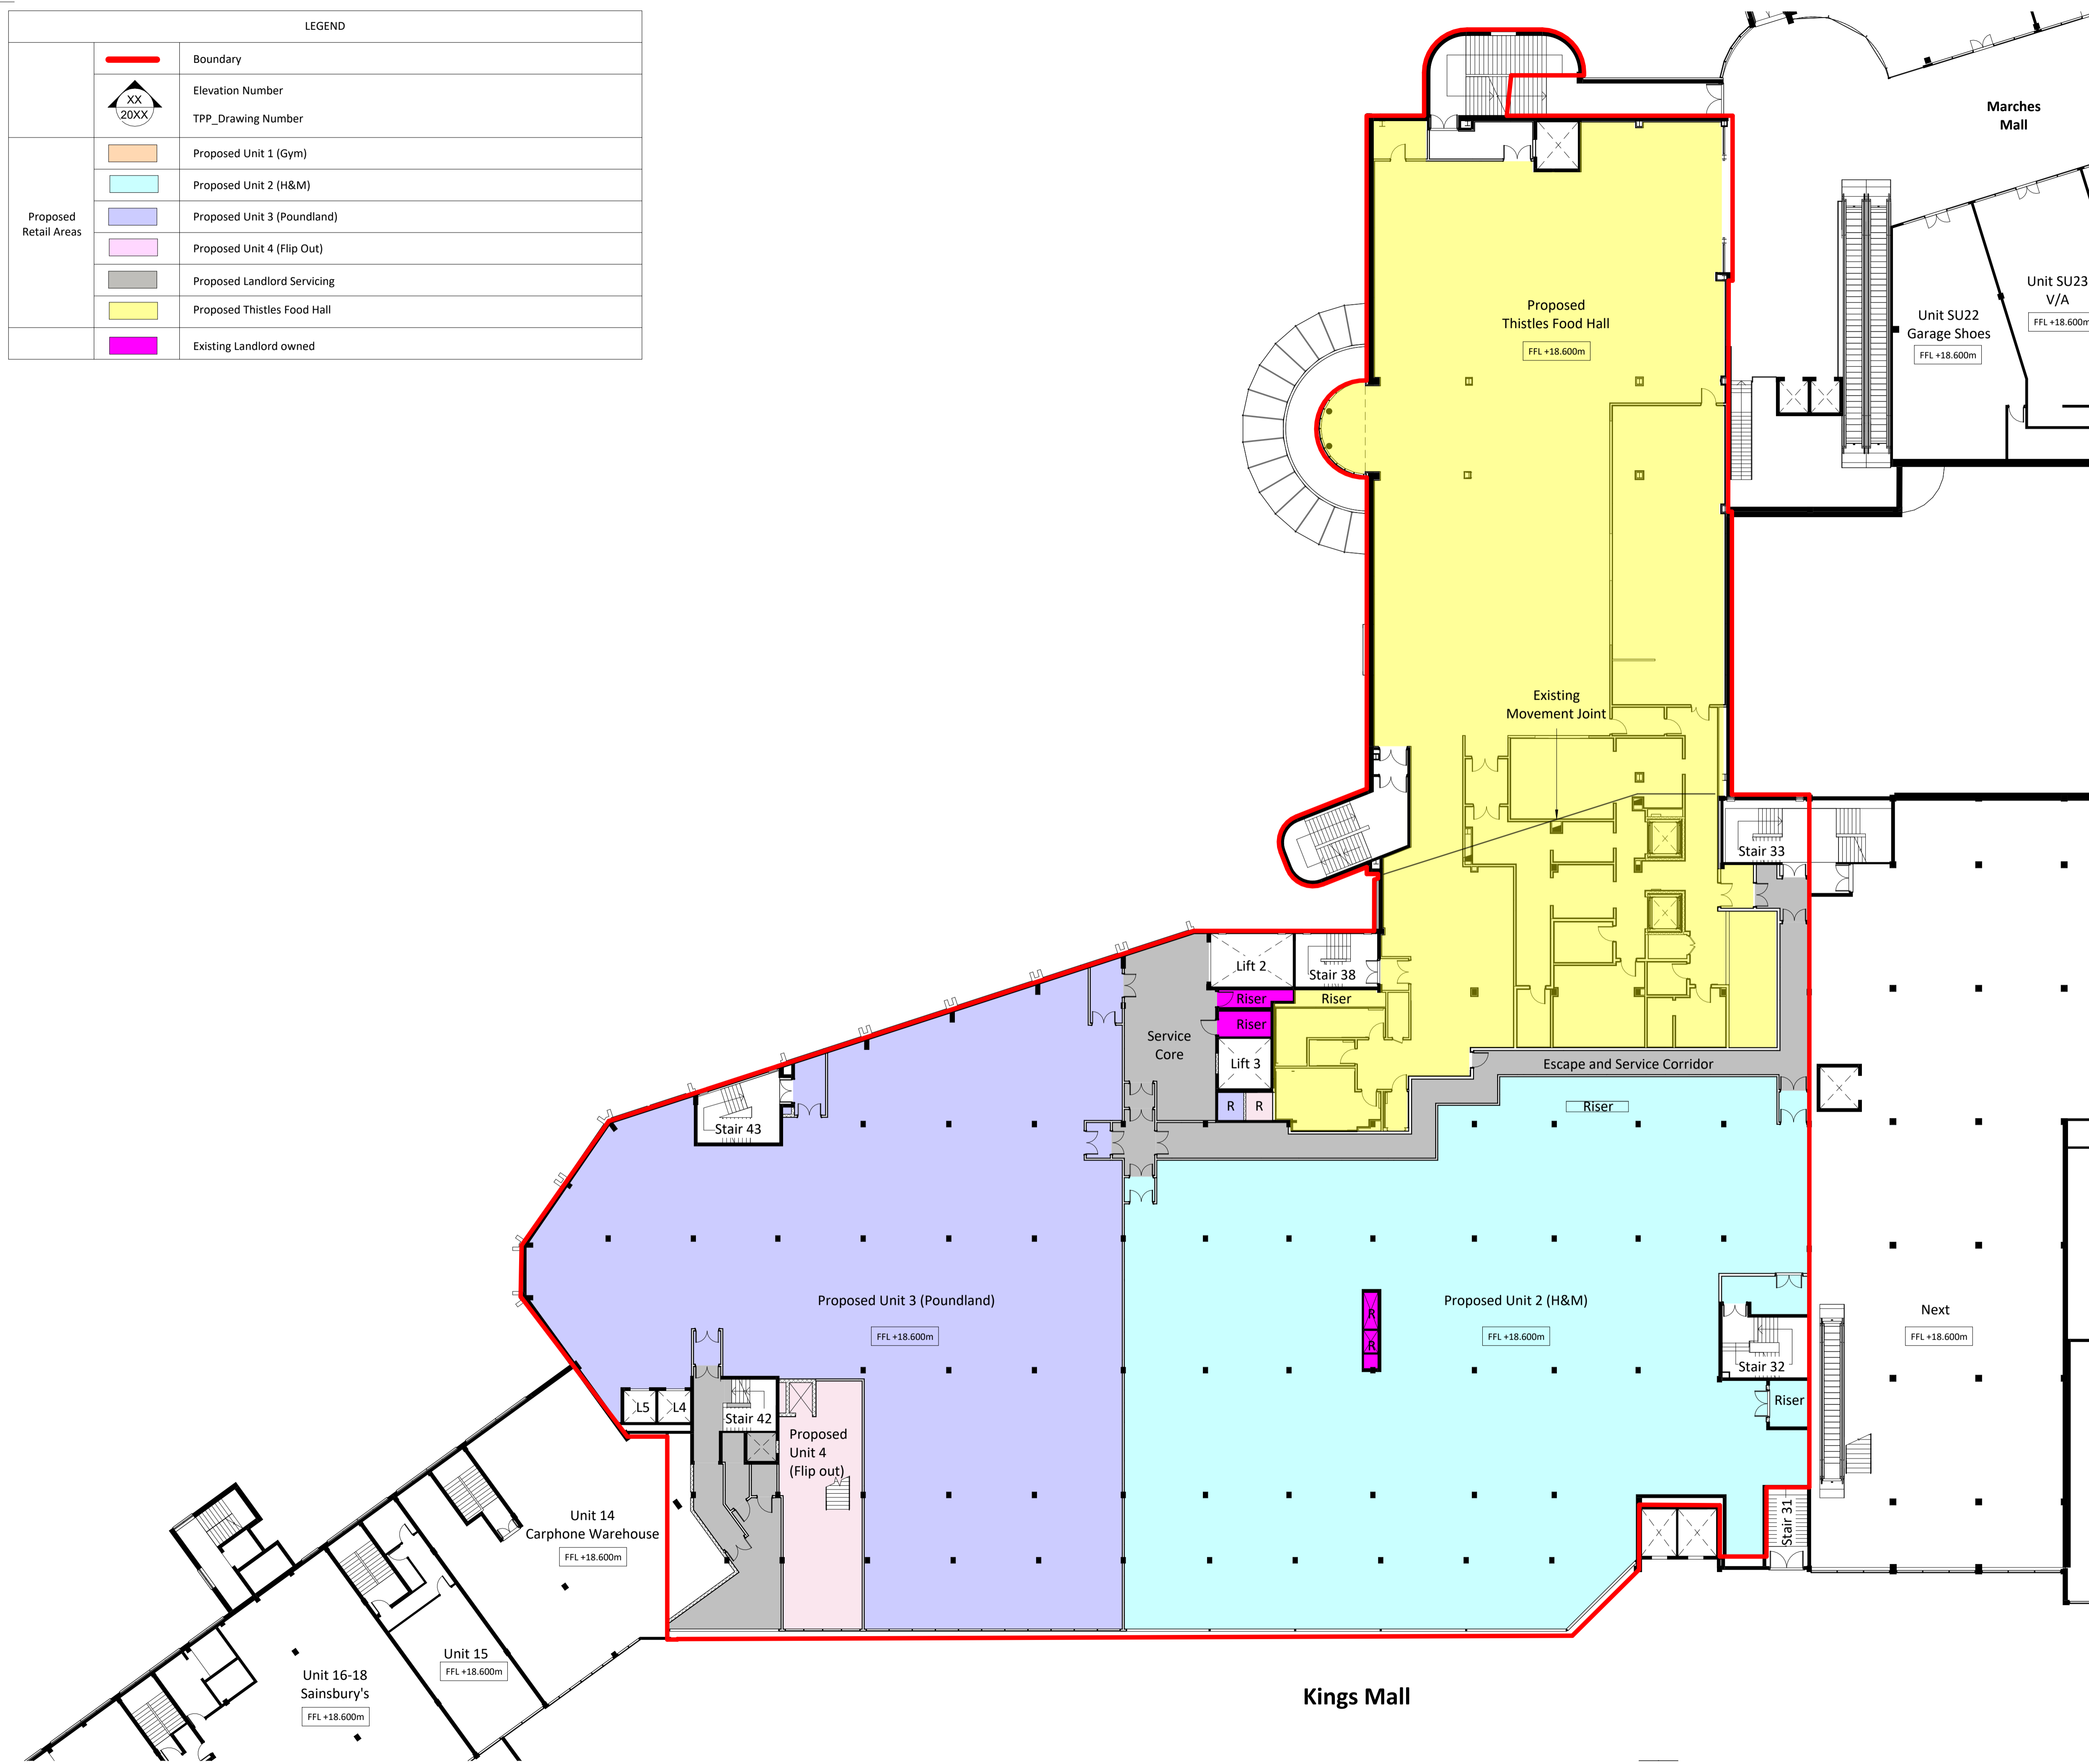 LEGEND
Boundary
XX
20XX
Elevation Number
TPP_Drawing Number
Proposed
Retail Areas
Proposed Unit 1 (Gym)
Proposed Unit 2 (H&M)
Proposed Unit 3 (Poundland)
Proposed Unit 4 (Flip Out)
Proposed Landlord Servicing
Proposed Thistles Food Hall
Existing Landlord owned
Marches
Mall
Unit SU23
V/A
FFL +18.600m
Unit SU22
Garage Shoes
FFL +18.600m
Proposed
Thistles Food Hall
FFL +18.600m
Existing
Movement Joint
Stair 33
Lift 2
Stair 38
Riser
Riser
Riser
Service
Core
Lift 3
Escape and Service Corridor
R
R
Riser
Stair 43
Proposed Unit 3 (Poundland)
FFL +18.600m
Proposed Unit 2 (H&M)
FFL +18.600m
R
R
Next
FFL +18.600m
Stair 32
Riser
L5
L4
Stair 42
Proposed
Unit 4
(Flip out)
Stair 31
Unit 14
Carphone Warehouse
FFL +18.600m
Unit 15
FFL +18.600m
Unit 16-18
Sainsbury's
FFL +18.600m
Kings Mall